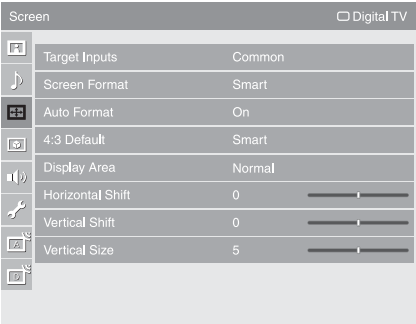 Screen Digital TV
Target Inputs Common
Screen Format Smart
Auto Format On
4:3 Default Smart
Display Area Normal
Horizontal Shift 0
Vertical Shift 0
Vertical Size 5
A
D